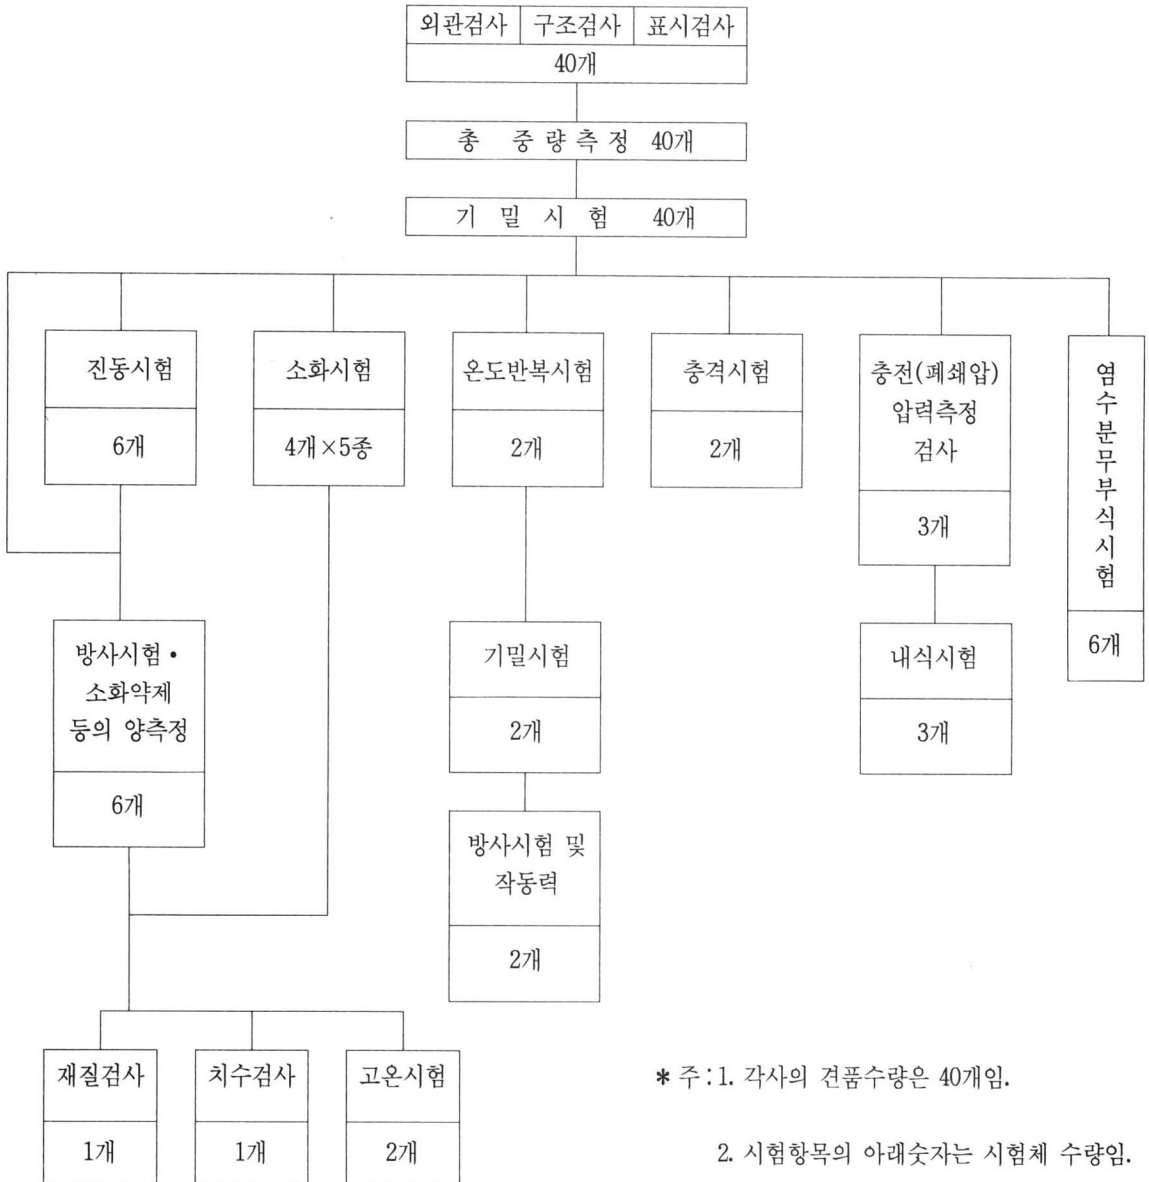 외관검사 구조검사 표시검사
40개
총 중량측정 40개
기밀시험 40개
진동시험
6개
소화시험
4개×5종
온도반복시험
2개
충격시험
2개
충전(폐쇄압)
압력측정
검사
3개
염수분무부식시험
6개
방사시험·
소화약제
등의 양측정
6개
기밀시험
2개
내식시험
3개
방사시험 및
작동력
2개
재질검사
1개
치수검사
1개
고온시험
2개
* 주:1. 각사의 견품수량은 40개임.
2. 시험항목의 아래숫자는 시험체 수량임.